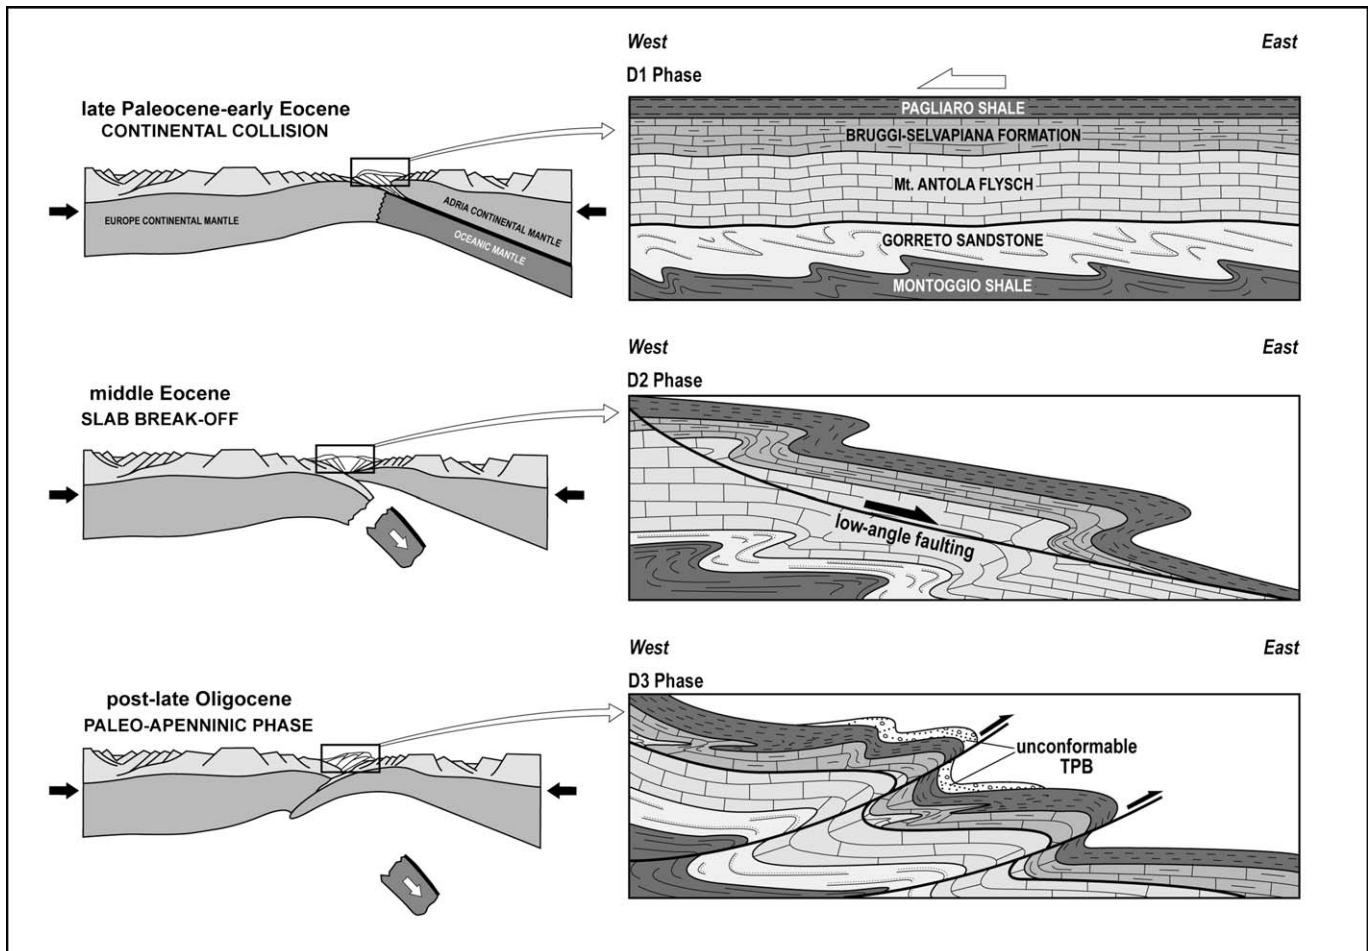 late Paleocene-early Eocene
CONTINENTAL COLLISION
EUROPE CONTINENTAL MANTLE
ADRIA CONTINENTAL MANTLE
OCEANIC MANTLE
West
East
D1 Phase
PAGLIARO SHALE
BRUGGI-SELVAPIANA FORMATION
Mt. ANTOLA FLYSCH
GORRETO SANDSTONE
MONTOGGIO SHALE
middle Eocene
SLAB BREAK-OFF
West
East
D2 Phase
low-angle faulting
post-late Oligocene
PALEO-APENNINIC PHASE
West
East
D3 Phase
unconformable
TPB